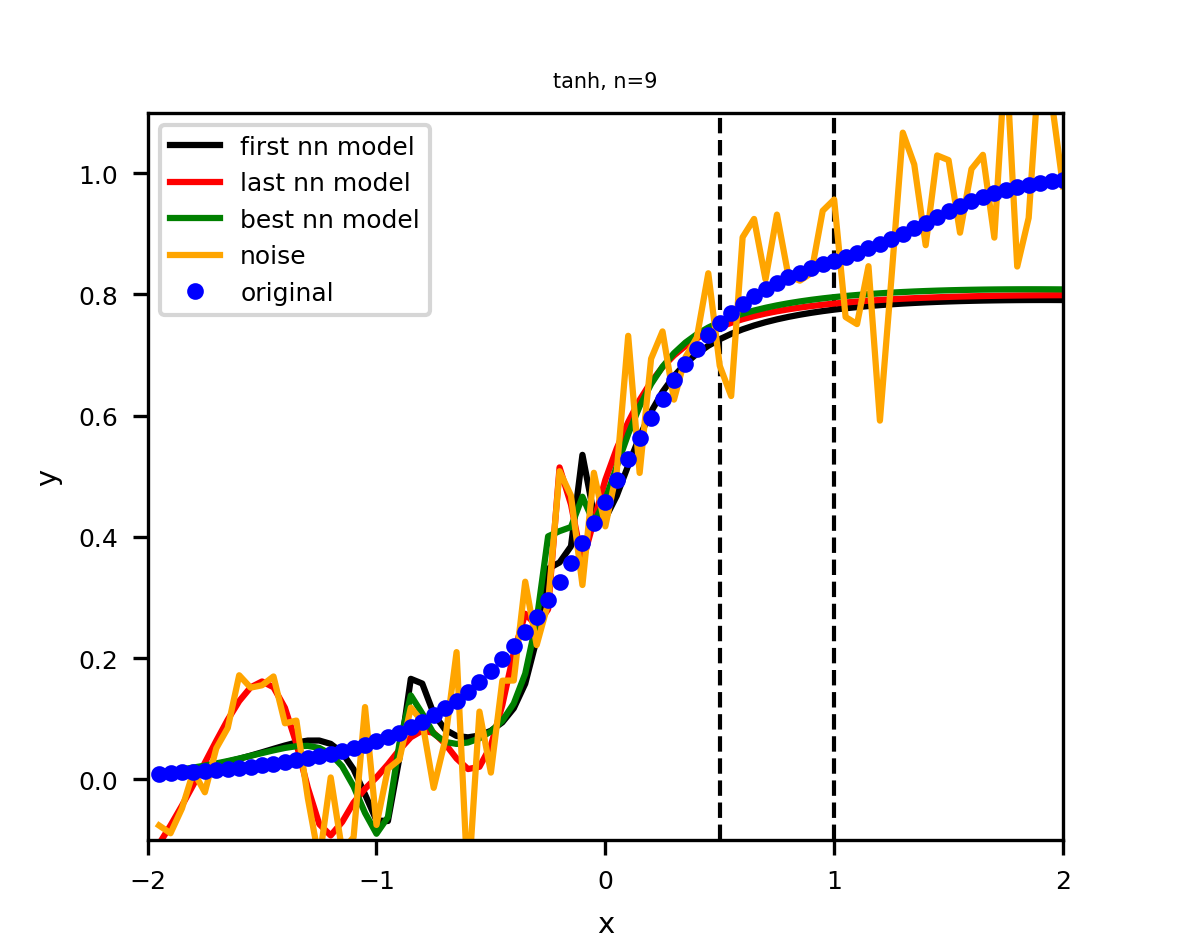 tanh, n=9
first nn model
last nn model
best nn model
noise
original
1.0
0.8
0.6
0.4
0.2
0.0
y
−2
−1
0
1
2
x